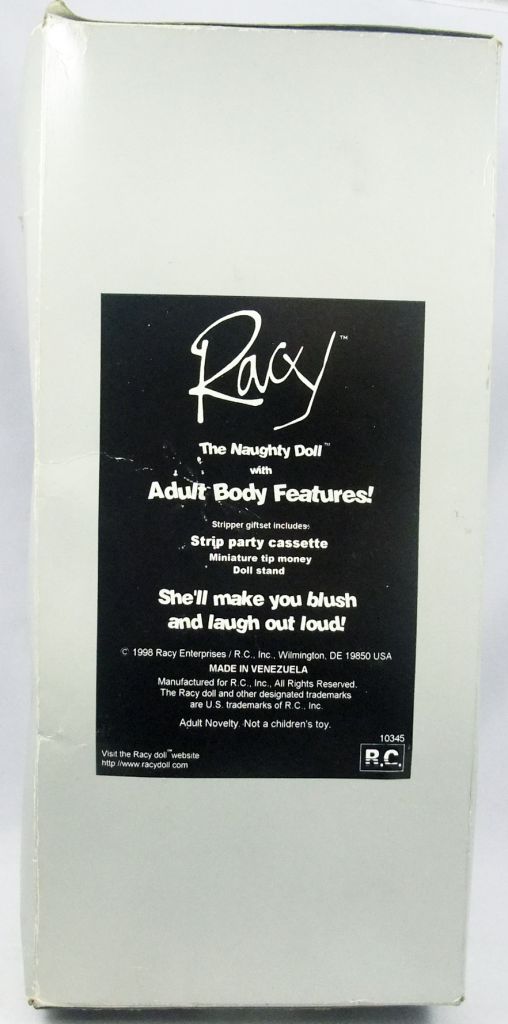 Racy™
The Naughty Doll™
with
Adult Body Features!
Stripper giftset includes:
Strip party cassette
Miniature tip money
Doll stand
She'll make you blush
and laugh out loud!
© 1998 Racy Enterprises / R.C., Inc., Wilmington, DE 19850 USA
MADE IN VENEZUELA
Manufactured for R.C., Inc., All Rights Reserved.
The Racy doll and other designated trademarks
are U.S. trademarks of R.C., Inc.
Adult Novelty. Not a children's toy.
10345
R.C.
Visit the Racy doll™ website
http://www.racydoll.com